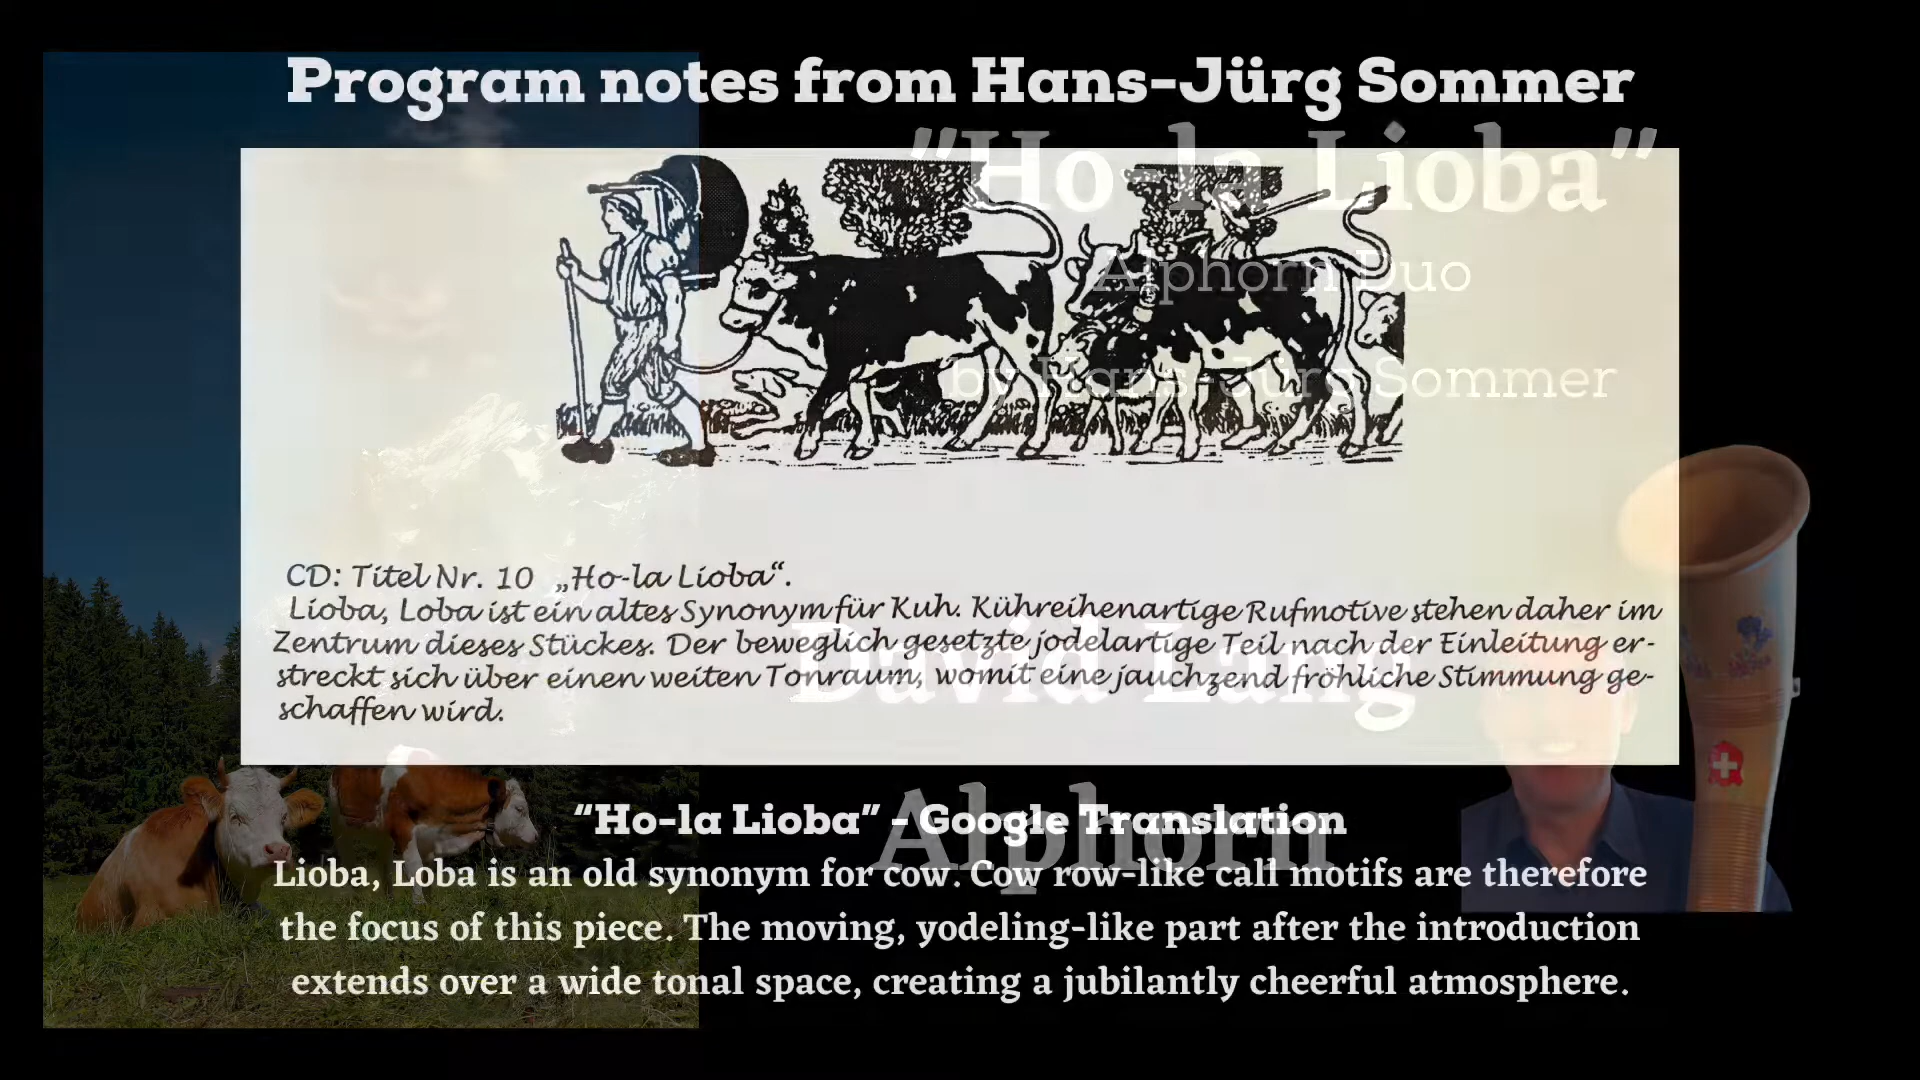 Program notes from Hans-Jürg Sommer
"Ho-la Lioba"
Alphorn Duo
by Hans-Jürg Sommer
CD: Titel Nr. 10 „Ho-la Lioba“.
Lioba, Loba ist ein altes Synonym für Kuh. Kühreihenartige Rufmotive stehen daher im
Zentrum dieses Stückes. Der beweglich gesetzte jodelartige Teil nach der Einleitung er-
streckt sich über einen weiten Tonraum, womit eine jauchzend fröhliche Stimmung ge-
schaffen wird.
David Lang
Alphorn
“Ho-la Lioba” - Google Translation
Lioba, Loba is an old synonym for cow. Cow row-like call motifs are therefore
the focus of this piece. The moving, yodeling-like part after the introduction
extends over a wide tonal space, creating a jubilantly cheerful atmosphere.